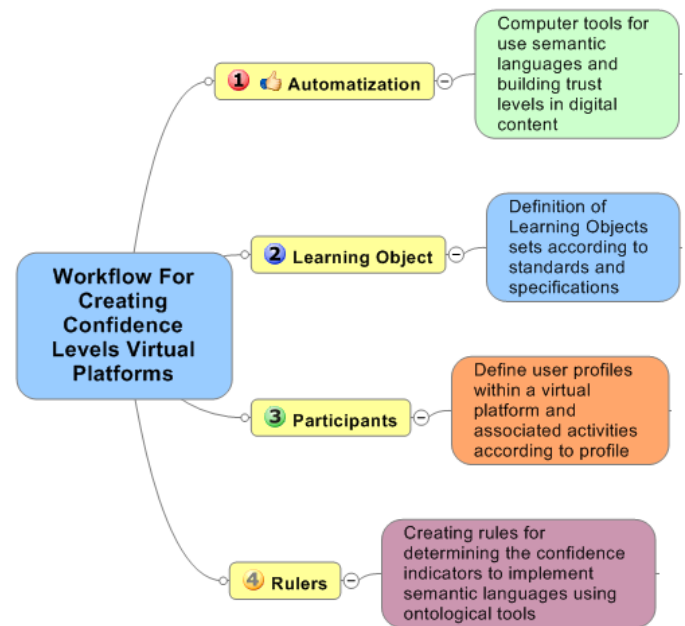 Workflow For
Creating
Confidence
Levels Virtual
Platforms
1 Automatization
Computer tools for
use semantic
languages and
building trust
levels in digital
content
2 Learning Object
Definition of
Learning Objects
sets according to
standards and
specifications
3 Participants
Define user profiles
within a virtual
platform and
associated activities
according to profile
4 Rulers
Creating rules for
determining the confidence
indicators to implement
semantic languages using
ontological tools